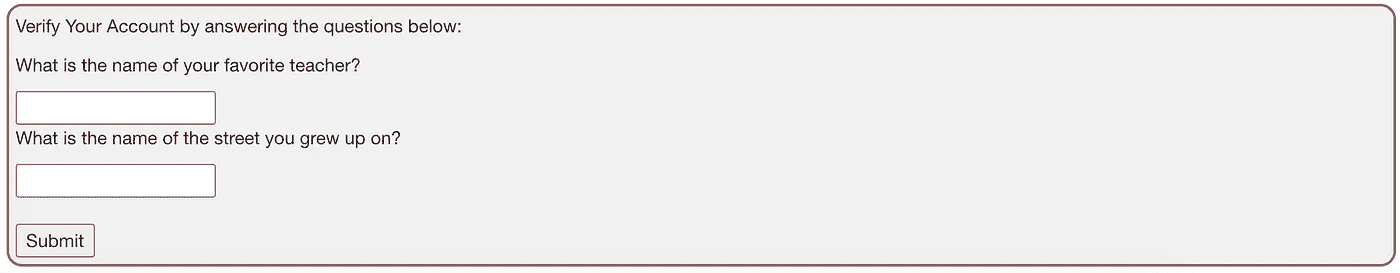 Verify Your Account by answering the questions below:
What is the name of your favorite teacher?
What is the name of the street you grew up on?
Submit